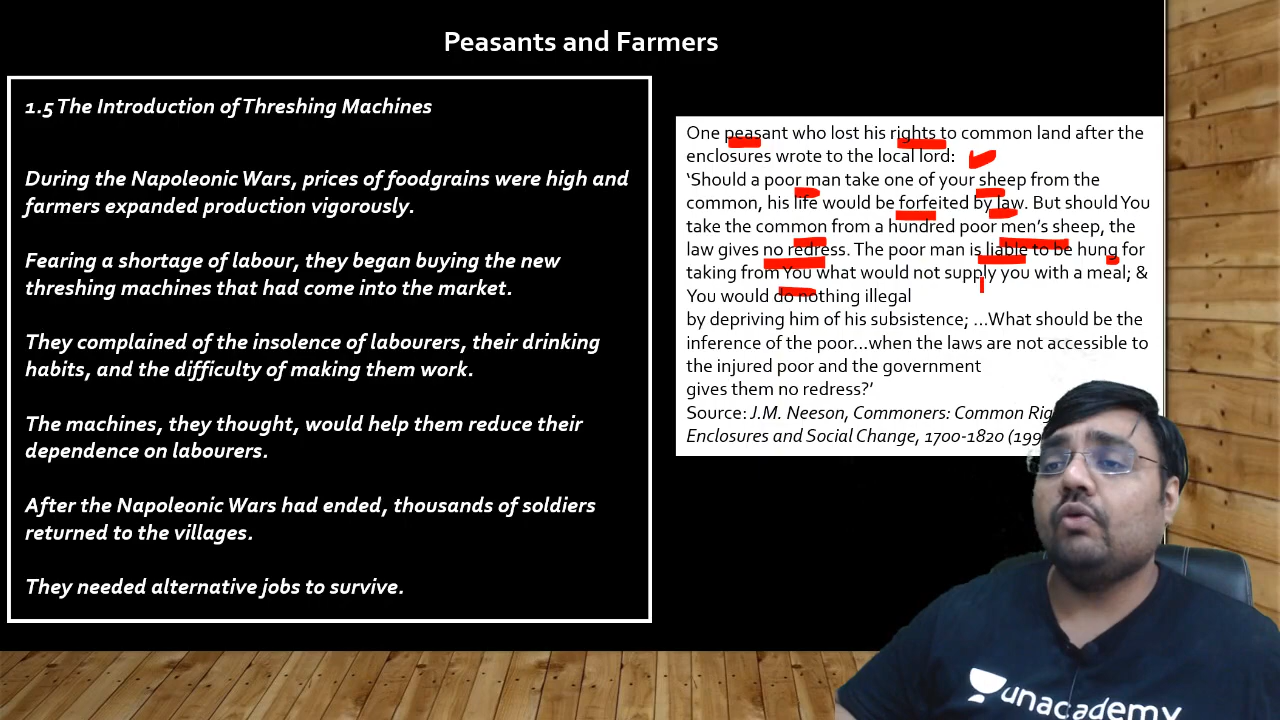 Peasants and Farmers
1.5 The Introduction of Threshing Machines
During the Napoleonic Wars, prices of foodgrains were high and
farmers expanded production vigorously.
Fearing a shortage of labour, they began buying the new
threshing machines that had come into the market.
They complained of the insolence of labourers, their drinking
habits, and the difficulty of making them work.
The machines, they thought, would help them reduce their
dependence on labourers.
After the Napoleonic Wars had ended, thousands of soldiers
returned to the villages.
They needed alternative jobs to survive.
One peasant who lost his rights to common land after the
enclosures wrote to the local lord:
‘Should a poor man take one of your sheep from the
common, his life would be forfeited by law. But should You
take the common from a hundred poor men’s sheep, the
law gives no redress. The poor man is liable to be hung for
taking from You what would not supply you with a meal; &
You would do nothing illegal
by depriving him of his subsistence; …What should be the
inference of the poor…when the laws are not accessible to
the injured poor and the government
gives them no redress?’
Source: J.M. Neeson, Commoners: Common
Enclosures and Social Change, 1700-1820
unacademy